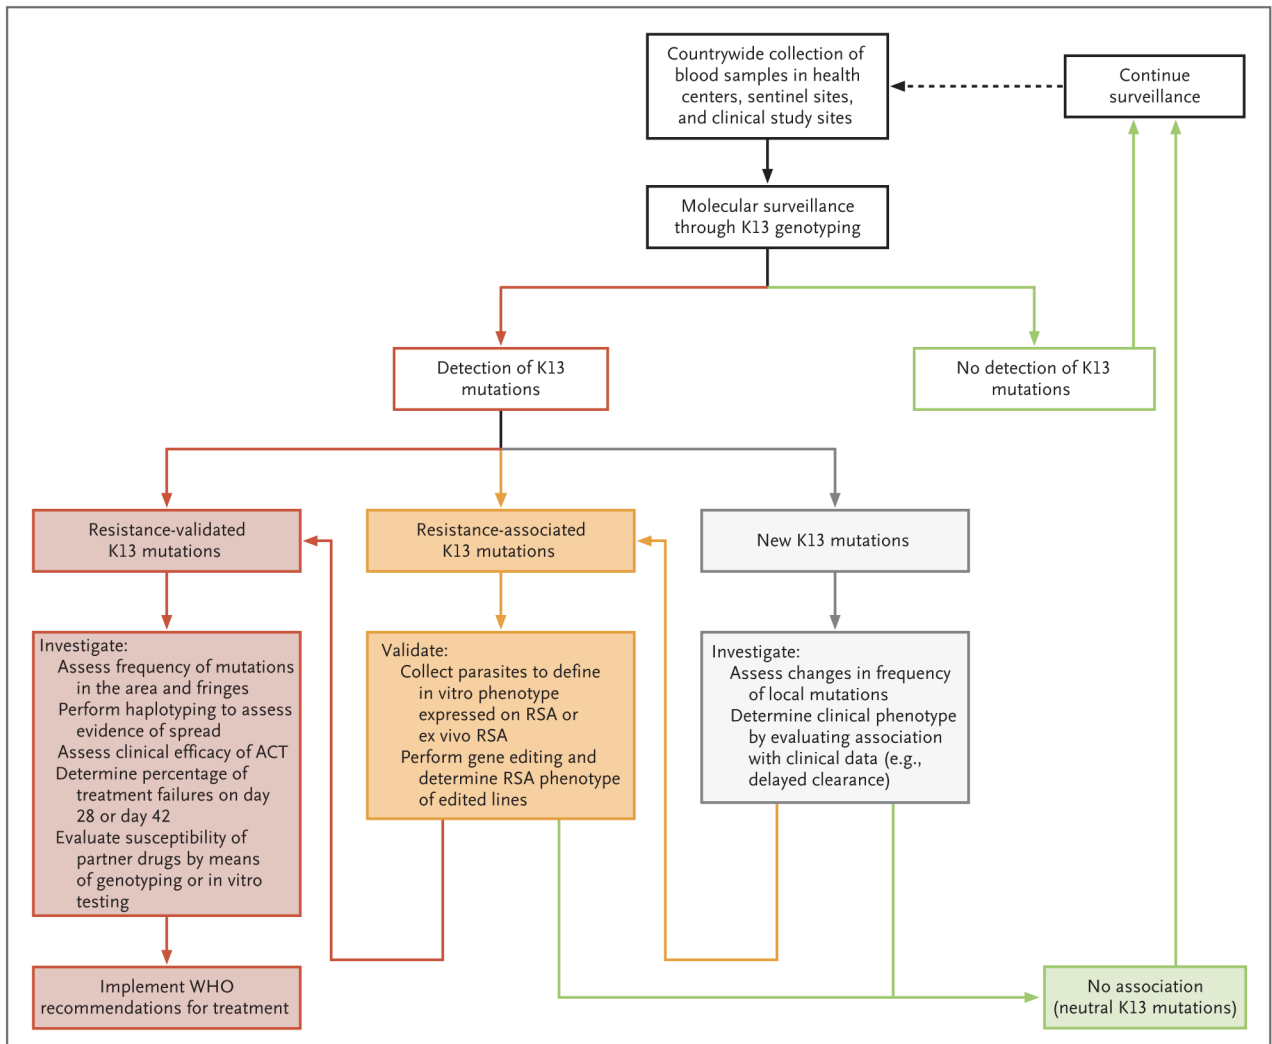 Countrywide collection of
blood samples in health
centers, sentinel sites,
and clinical study sites
Continue
surveillance
Molecular surveillance
through K13 genotyping
Detection of K13
mutations
No detection of K13
mutations
Resistance-validated
K13 mutations
Resistance-associated
K13 mutations
New K13 mutations
Investigate:
Assess frequency of mutations
in the area and fringes
Perform haplotyping to assess
evidence of spread
Assess clinical efficacy of ACT
Determine percentage of
treatment failures on day
28 or day 42
Evaluate susceptibility of
partner drugs by means
of genotyping or in vitro
testing
Validate:
Collect parasites to define
in vitro phenotype
expressed on RSA or
ex vivo RSA
Perform gene editing and
determine RSA phenotype
of edited lines
Investigate:
Assess changes in frequency
of local mutations
Determine clinical phenotype
by evaluating association
with clinical data (e.g.,
delayed clearance)
Implement WHO
recommendations for treatment
No association
(neutral K13 mutations)